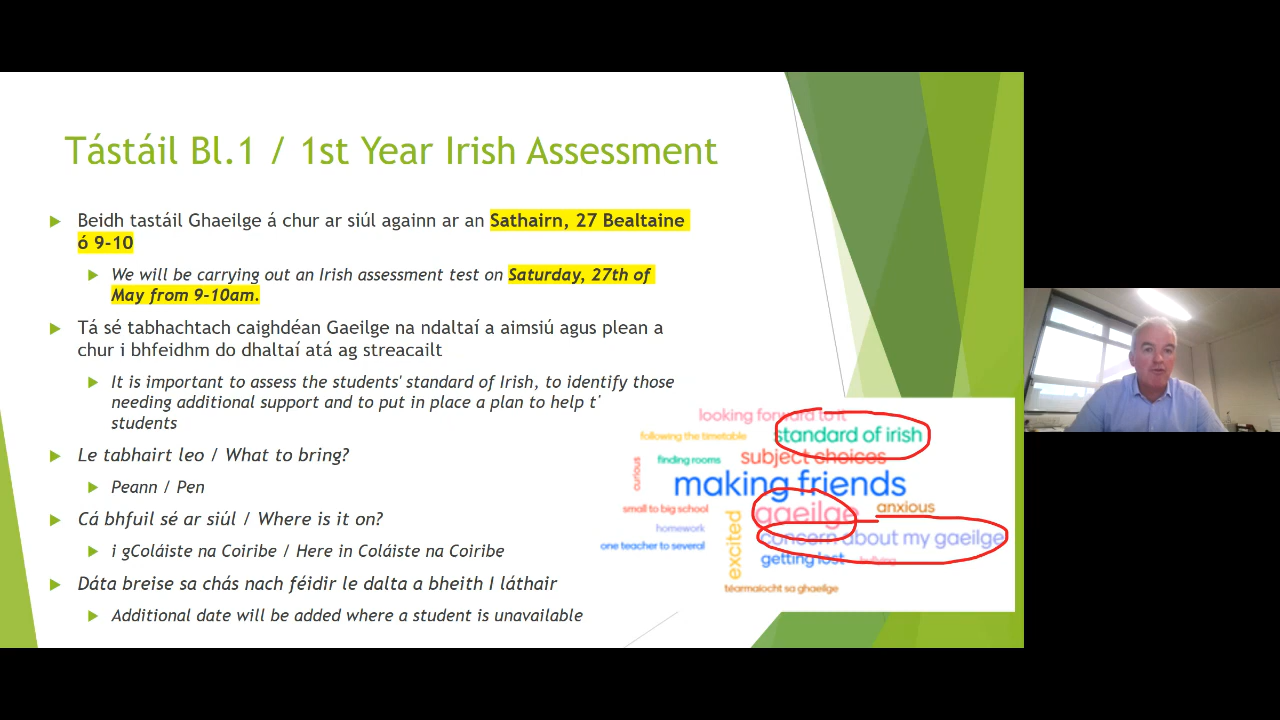 Tástáil Bl.1 / 1st Year Irish Assessment
Beidh tastáil Ghaeilge á chur ar siúl againn ar an Sathairn, 27 Bealtaine
ó 9-10
We will be carrying out an Irish assessment test on Saturday, 27th of
May from 9-10am.
Tá sé tabhachtach caighdéan Gaeilge na ndaltaí a aimsiú agus plean a
chur i bhfeidhm do dhaltaí atá ag streacailt
It is important to assess the students' standard of Irish, to identify those
needing additional support and to put in place a plan to help
students
Le tabhairt leo / What to bring?
Peann / Pen
Cá bhfuil sé ar siúl / Where is it on?
i gColáiste na Coiribe / Here in Coláiste na Coiribe
Dáta breise sa chás nach féidir le dalta a bheith I láthair
Additional date will be added where a student is unavailable
looking forward to it
following the timetable
standard of irish
curious
finding rooms
subject choices
making friends
small to big school
gaeilge
anxious
homework
excited
concern about my gaeilge
one teacher to several
getting lost
bullying
téarmaíocht sa ghaeilge